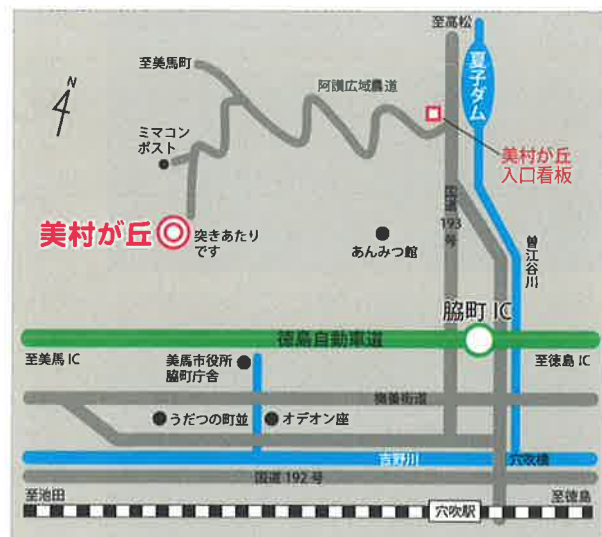 至高松
夏子ダム
至美馬町
阿讃広域農道
N
ミマコン
ポスト
美村が丘
入口看板
国道
193
号
美村が丘
突きあたり
です
あんみつ館
曽江谷川
脇町 IC
徳島自動車道
至美馬 IC
美馬市役所
脇町庁舎
至徳島 IC
撫養街道
うだつの町並
オデオン座
吉野川
穴吹橋
国道 192 号
至池田
至徳島
穴吹駅